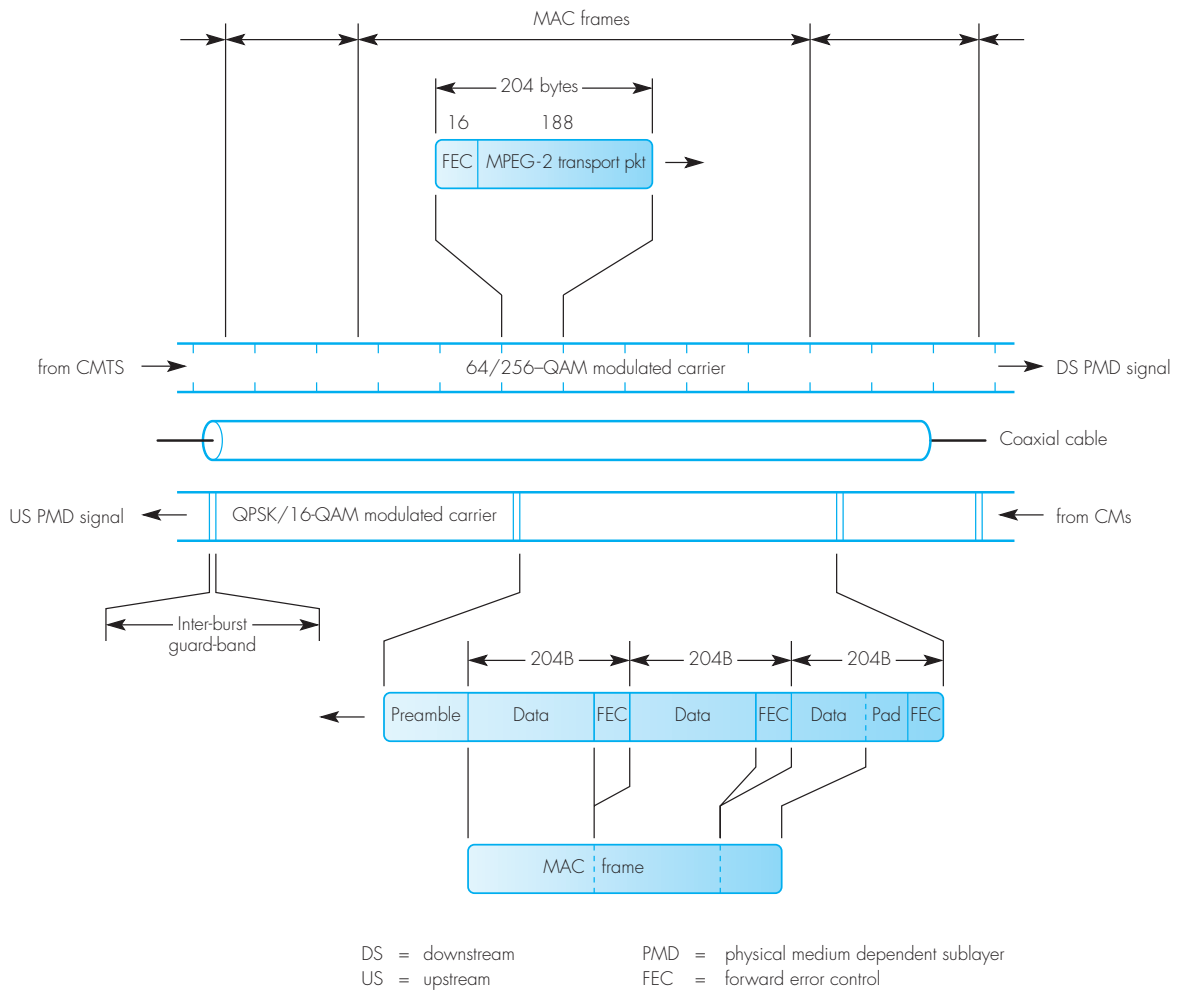 MAC frames
204 bytes
16 188
FEC MPEG-2 transport pkt
from CMTS 64/256–QAM modulated carrier DS PMD signal
Coaxial cable
US PMD signal QPSK/16-QAM modulated carrier from CMs
Inter-burst
guard-band
204B 204B 204B
Preamble Data FEC Data FEC Data Pad FEC
MAC frame
DS = downstream PMD = physical medium dependent sublayer
US = upstream FEC = forward error control